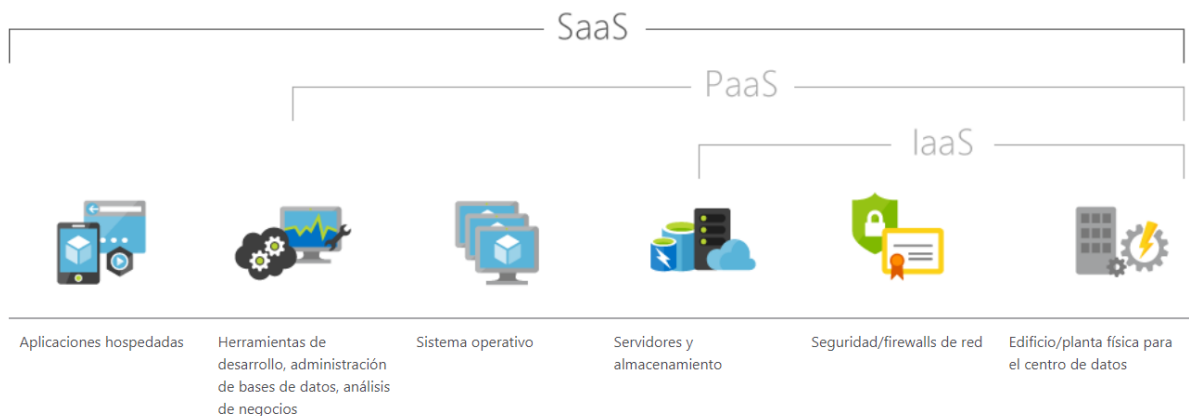 SaaS
PaaS
IaaS
Aplicaciones hospedadas
Herramientas de
desarrollo, administración
de bases de datos, análisis
de negocios
Sistema operativo
Servidores y
almacenamiento
Seguridad/firewalls de red
Edificio/planta física para
el centro de datos